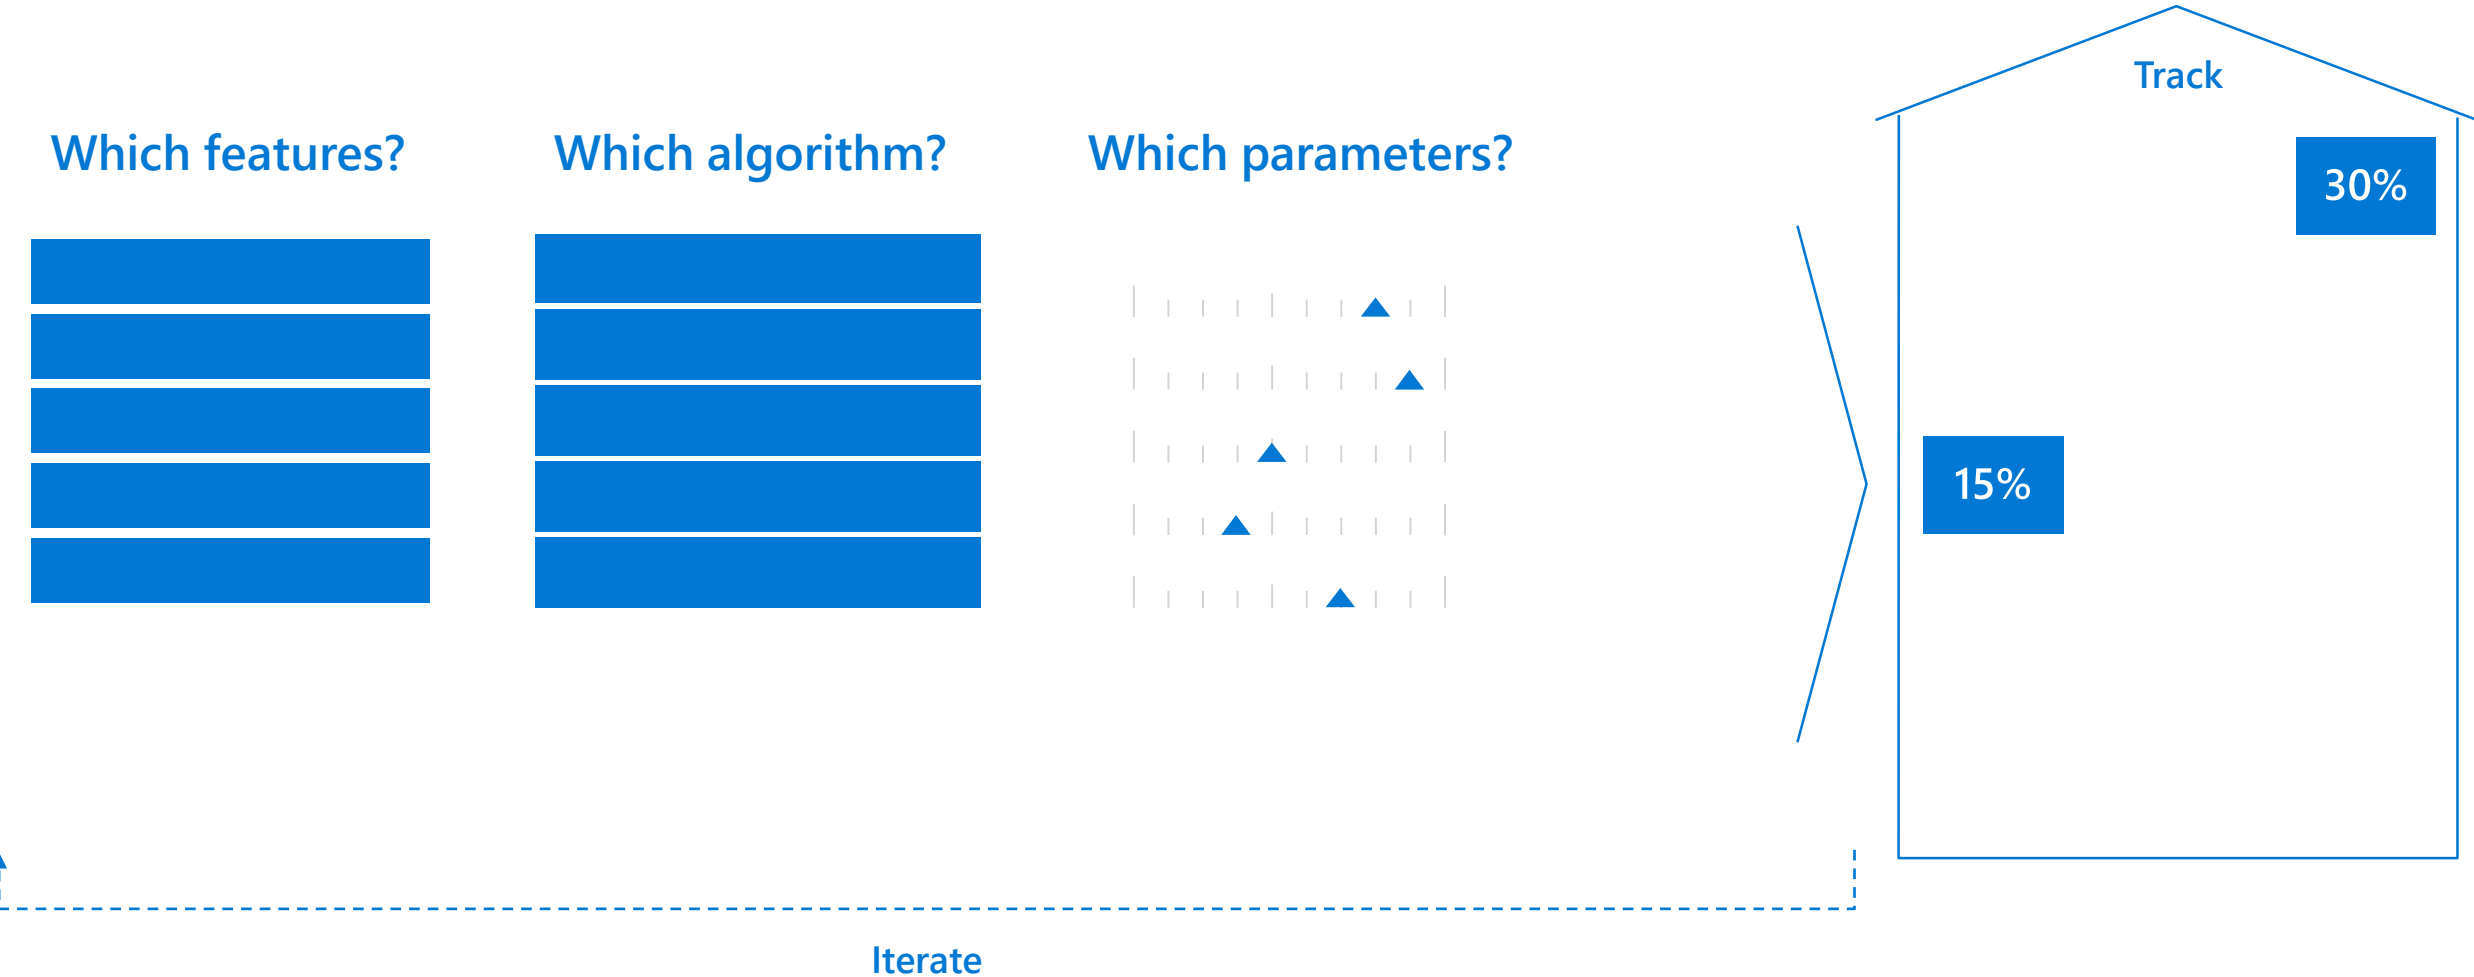 Which features?
Which algorithm?
Which parameters?
Track
30%
15%
Iterate